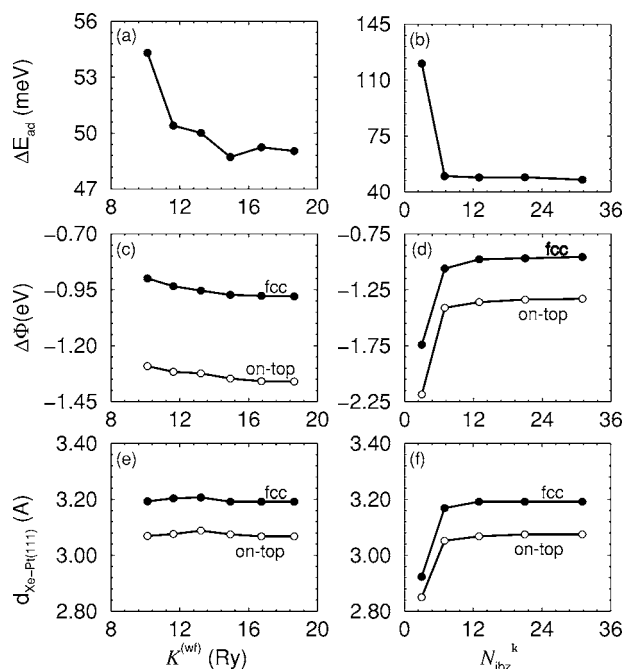 (a)
56
53
50
47
ΔE_ad (meV)
8 12 16 20
(b)
145
110
75
40
0 12 24 36
(c)
-0.70
-0.95
-1.20
-1.45
ΔΦ(eV)
fcc
on-top
8 12 16 20
(d)
-0.75
-1.25
-1.75
-2.25
fcc
on-top
0 12 24 36
(e)
3.40
3.20
3.00
2.80
d_Xe-Pt(111) (A)
fcc
on-top
8 12 16 20
K^(wf) (Ry)
(f)
3.40
3.20
3.00
2.80
fcc
on-top
0 12 24 36
N_ibz^k